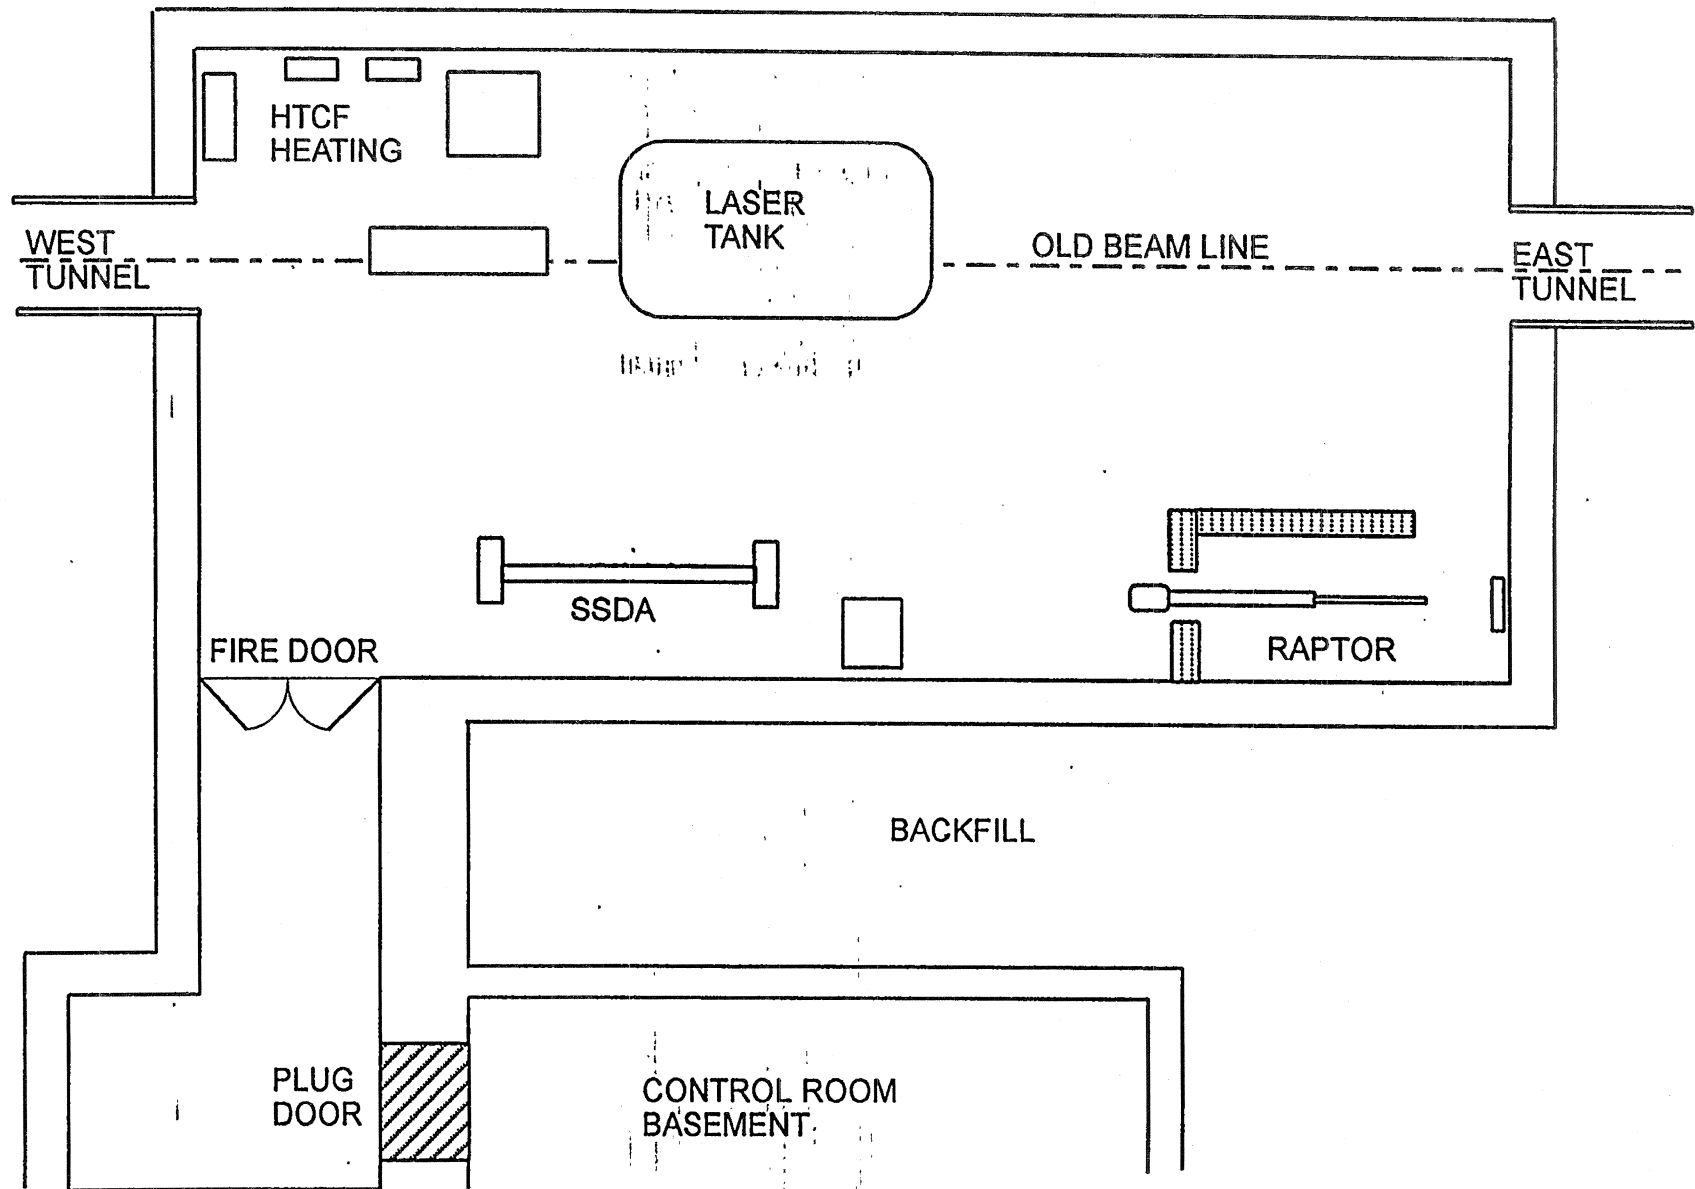 HTCF
HEATING
LASER
TANK
WEST
TUNNEL
OLD BEAM LINE
EAST
TUNNEL
SSDA
FIRE DOOR
RAPTOR
BACKFILL
PLUG
DOOR
CONTROL ROOM
BASEMENT